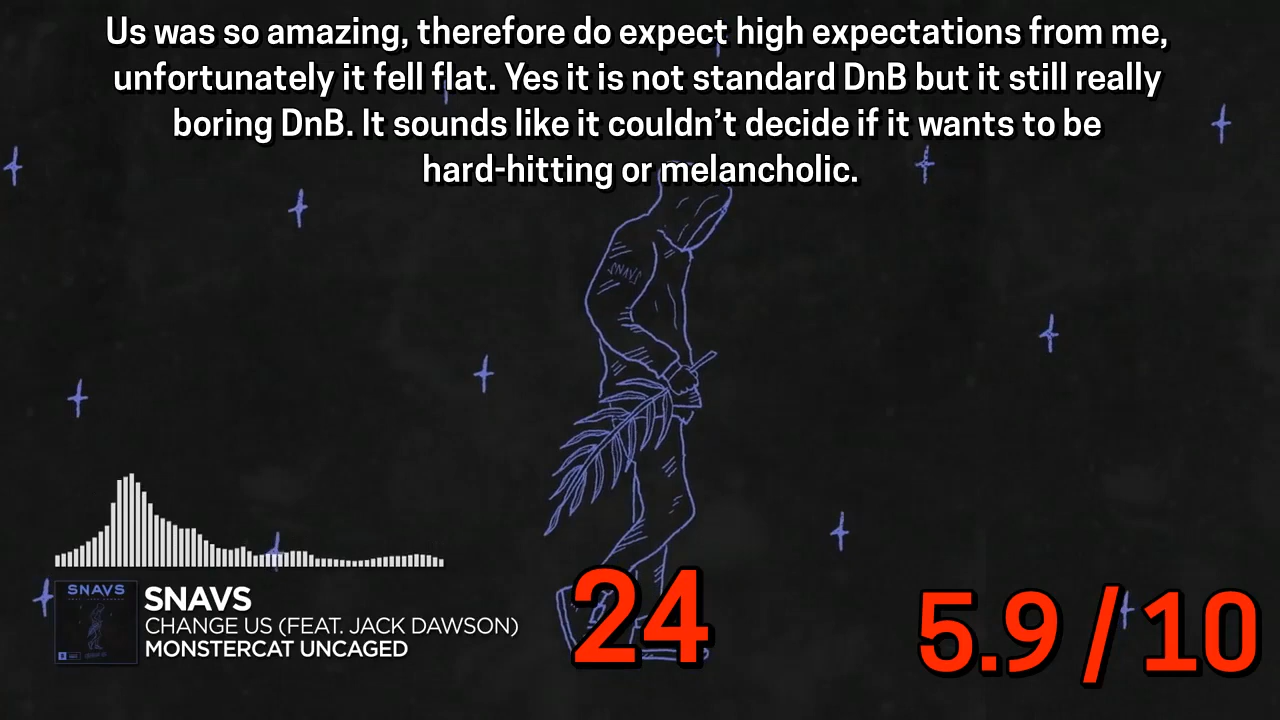 Us was so amazing, therefore do expect high expectations from me,
unfortunately it fell flat. Yes it is not standard DnB but it still really
boring DnB. It sounds like it couldn’t decide if it wants to be
hard-hitting or melancholic.
SNAVS
SNAVS
SNAVS
CHANGE US (FEAT. JACK DAWSON)
MONSTERCAT UNCAGED
24
5.9 / 10